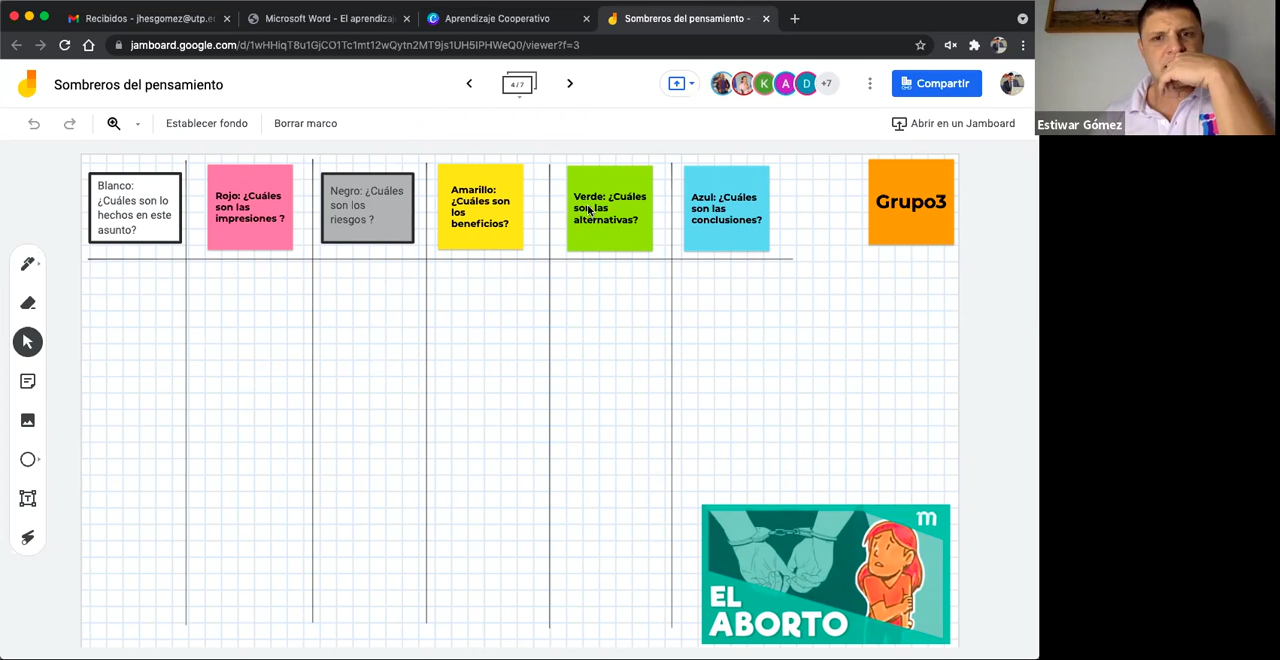 Recibidos - jhesgomez@utp.e
Microsoft Word - El aprendiza
Aprendizaje Cooperativo
Sombreros del pensamiento -
jamboard.google.com/d/1wHHiqT8u1GjCO1Tc1mt12wQytn2MT9js1UH5IPHWeQ0/viewer?f=3
Sombreros del pensamiento
4/7
K
A
D
+7
Compartir
Estiwar Gómez
Establecer fondo
Borrar marco
Abrir en un Jamboard
Blanco:
¿Cuáles son lo
hechos en este
asunto?
Rojo: ¿Cuáles
son las
impresiones ?
Negro: ¿Cuáles
son los
riesgos ?
Amarillo:
¿Cuáles son
los
beneficios?
Verde: ¿Cuáles
son las
alternativas?
Azul: ¿Cuáles
son las
conclusiones?
Grupo3
m
EL
ABORTO